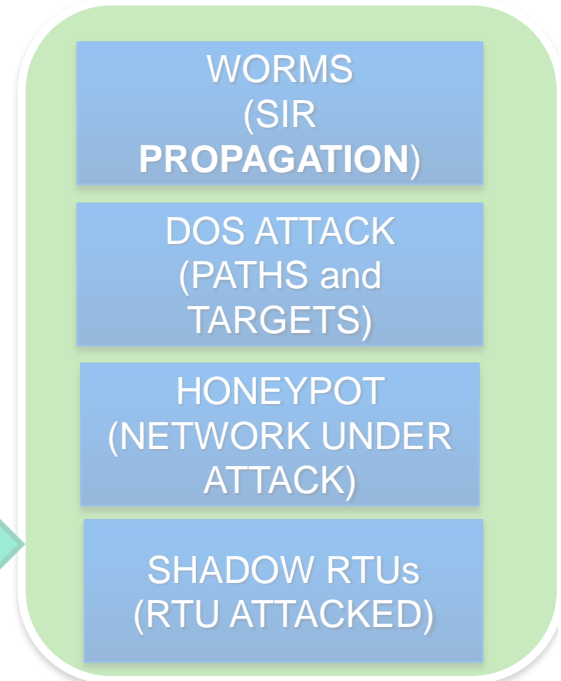 WORMS
(SIR
PROPAGATION)
DOS ATTACK
(PATHS and
TARGETS)
HONEYPOT
(NETWORK UNDER
ATTACK)
SHADOW RTUs
(RTU ATTACKED)